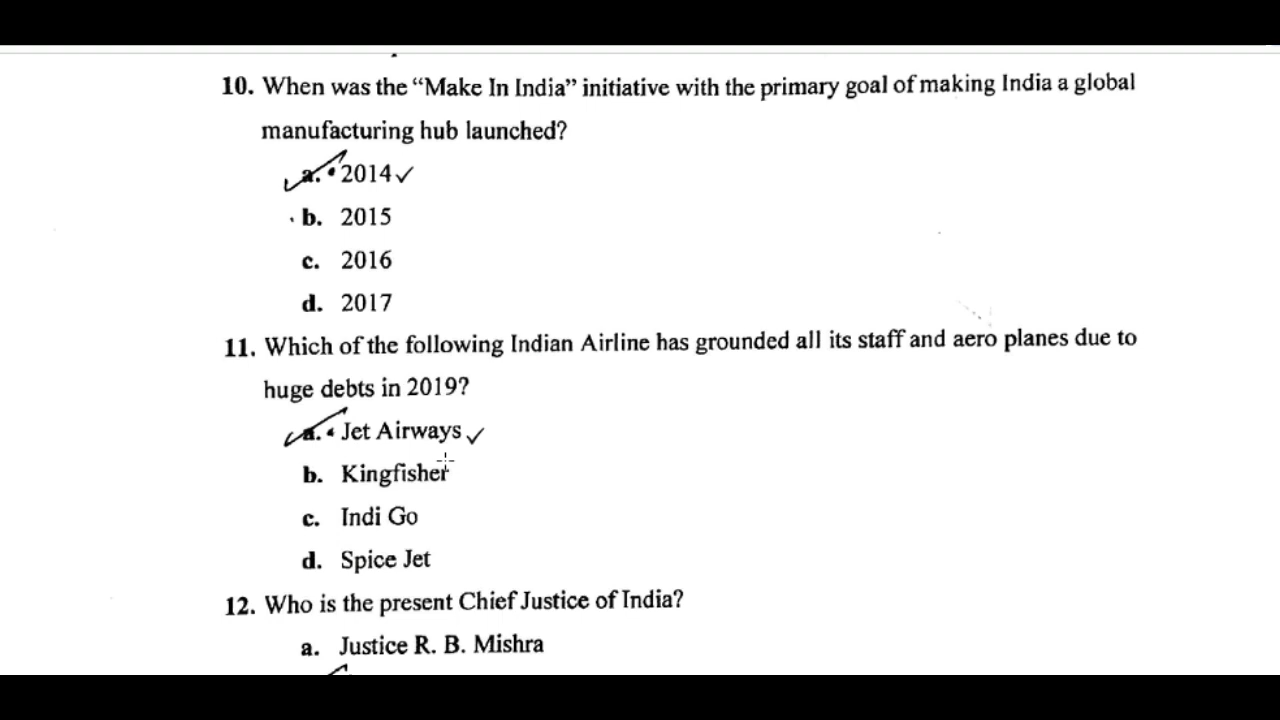 10. When was the “Make In India” initiative with the primary goal of making India a global
manufacturing hub launched?
a. 2014 ✓
b. 2015
c. 2016
d. 2017
11. Which of the following Indian Airline has grounded all its staff and aero planes due to
huge debts in 2019?
a. Jet Airways ✓
b. Kingfisher
c. Indi Go
d. Spice Jet
12. Who is the present Chief Justice of India?
a. Justice R. B. Mishra